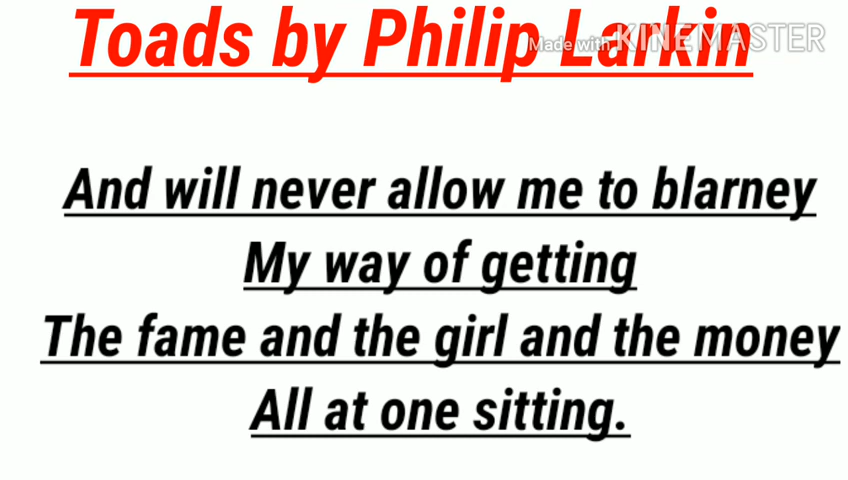 Toads by Philip Larkin
Made with KINEMASTER
And will never allow me to blarney
My way of getting
The fame and the girl and the money
All at one sitting.